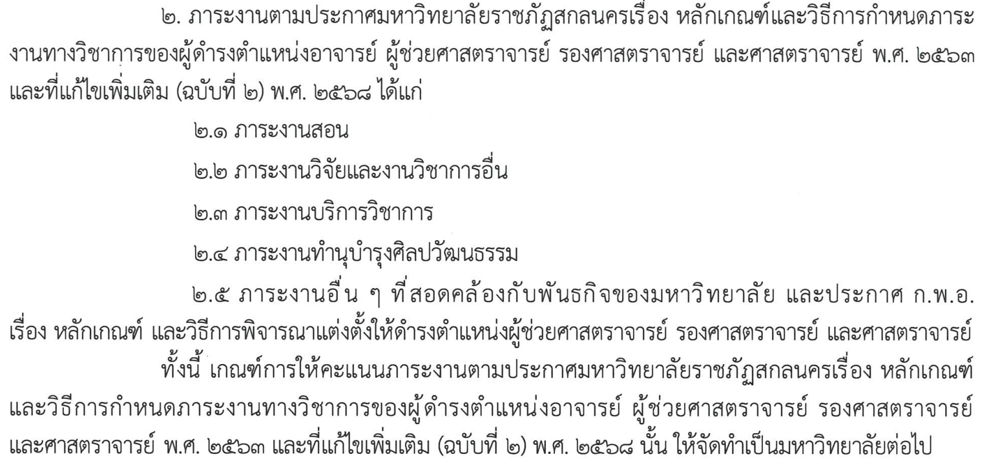 ๒. ภาระงานตามประกาศมหาวิทยาลัยราชภัฏสกลนครเรื่อง หลักเกณฑ์และวิธีการกำหนดภาระ
งานทางวิชาการของผู้ดำรงตำแหน่งอาจารย์ ผู้ช่วยศาสตราจารย์ รองศาสตราจารย์ และศาสตราจารย์ พ.ศ. ๒๕๖๓
และที่แก้ไขเพิ่มเติม (ฉบับที่ ๒) พ.ศ. ๒๕๖๘ ได้แก่
๒.๑ ภาระงานสอน
๒.๒ ภาระงานวิจัยและงานวิชาการอื่น
๒.๓ ภาระงานบริการวิชาการ
๒.๔ ภาระงานทำนุบำรุงศิลปวัฒนธรรม
๒.๕ ภาระงานอื่น ๆ ที่สอดคล้องกับพันธกิจของมหาวิทยาลัย และประกาศ ก.พ.อ.
เรื่อง หลักเกณฑ์ และวิธีการพิจารณาแต่งตั้งให้ดำรงตำแหน่งผู้ช่วยศาสตราจารย์ รองศาสตราจารย์ และศาสตราจารย์
ทั้งนี้ เกณฑ์การให้คะแนนภาระงานตามประกาศมหาวิทยาลัยราชภัฏสกลนครเรื่อง หลักเกณฑ์
และวิธีการกำหนดภาระงานทางวิชาการของผู้ดำรงตำแหน่งอาจารย์ ผู้ช่วยศาสตราจารย์ รองศาสตราจารย์
และศาสตราจารย์ พ.ศ. ๒๕๖๓ และที่แก้ไขเพิ่มเติม (ฉบับที่ ๒) พ.ศ. ๒๕๖๘ นั้น ให้จัดทำเป็นมหาวิทยาลัยต่อไป